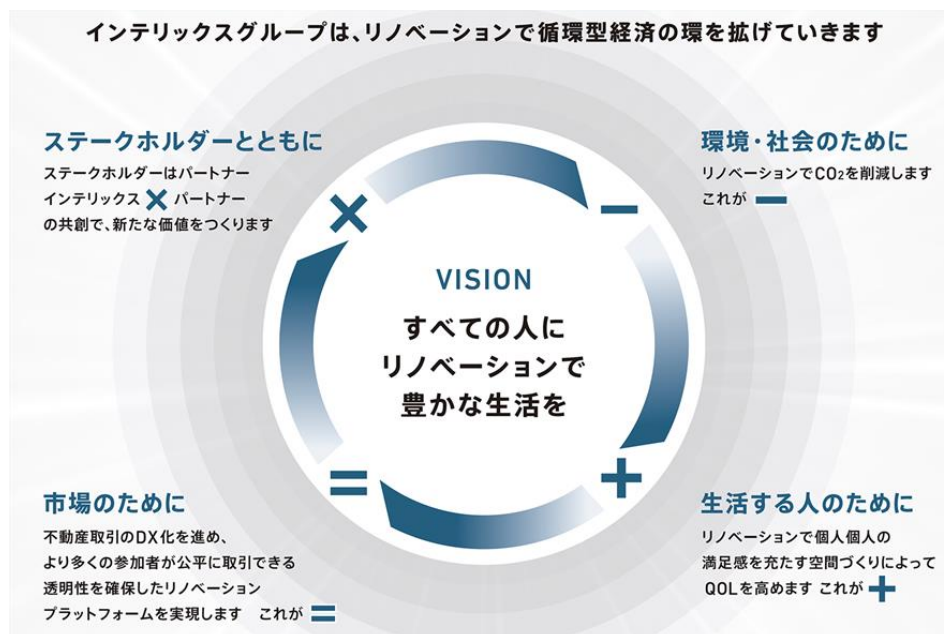 インテリックスグループは、リノベーションで循環型経済の環を拡げていきます
ステークホルダーとともに
ステークホルダーはパートナー
インテリックス × パートナー
の共創で、新たな価値をつくります
環境・社会のために
リノベーションでCO₂を削減します
これが −
×
−
VISION
すべての人に
リノベーションで
豊かな生活を
=
+
市場のために
不動産取引のDX化を進め、
より多くの参加者が公平に取引できる
透明性を確保したリノベーション
プラットフォームを実現します これが =
生活する人のために
リノベーションで個人個人の
満足感を充たす空間づくりによって
QOLを高めます これが +